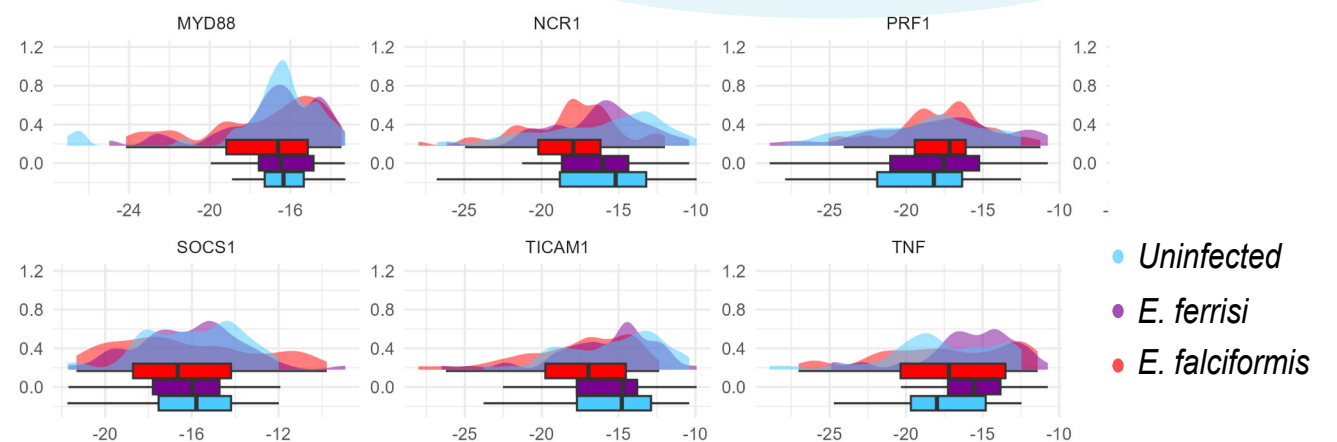 MYD88 NCR1 PRF1
1.2 1.2 1.2 1.2
0.8 0.8 0.8 0.8
0.4 0.4 0.4 0.4
0.0 0.0 0.0 0.0
-24 -20 -16 -25 -20 -15 -10 -25 -20 -15 -10 -
SOCS1 TICAM1 TNF
1.2 1.2 1.2
0.8 0.8 0.8
0.4 0.4 0.4
0.0 0.0 0.0
-20 -16 -12 -25 -20 -15 -10 -25 -20 -15 -10
Uninfected
E. ferrisi
E. falciformis